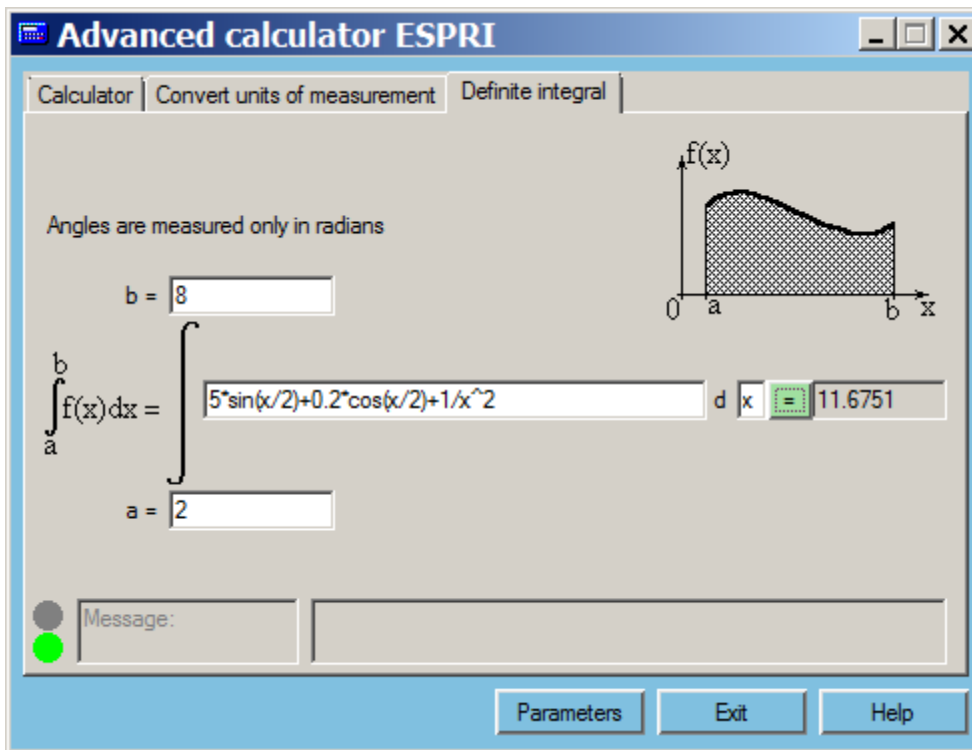 Advanced calculator ESPRI
Calculator Convert units of measurement Definite integral
f(x)
Angles are measured only in radians
0 a b x
b = 8
b
∫f(x)dx = ∫ 5*sin(x/2)+0.2*cos(x/2)+1/x^2 d x = 11.6751
a
a = 2
Message:
Parameters Exit Help